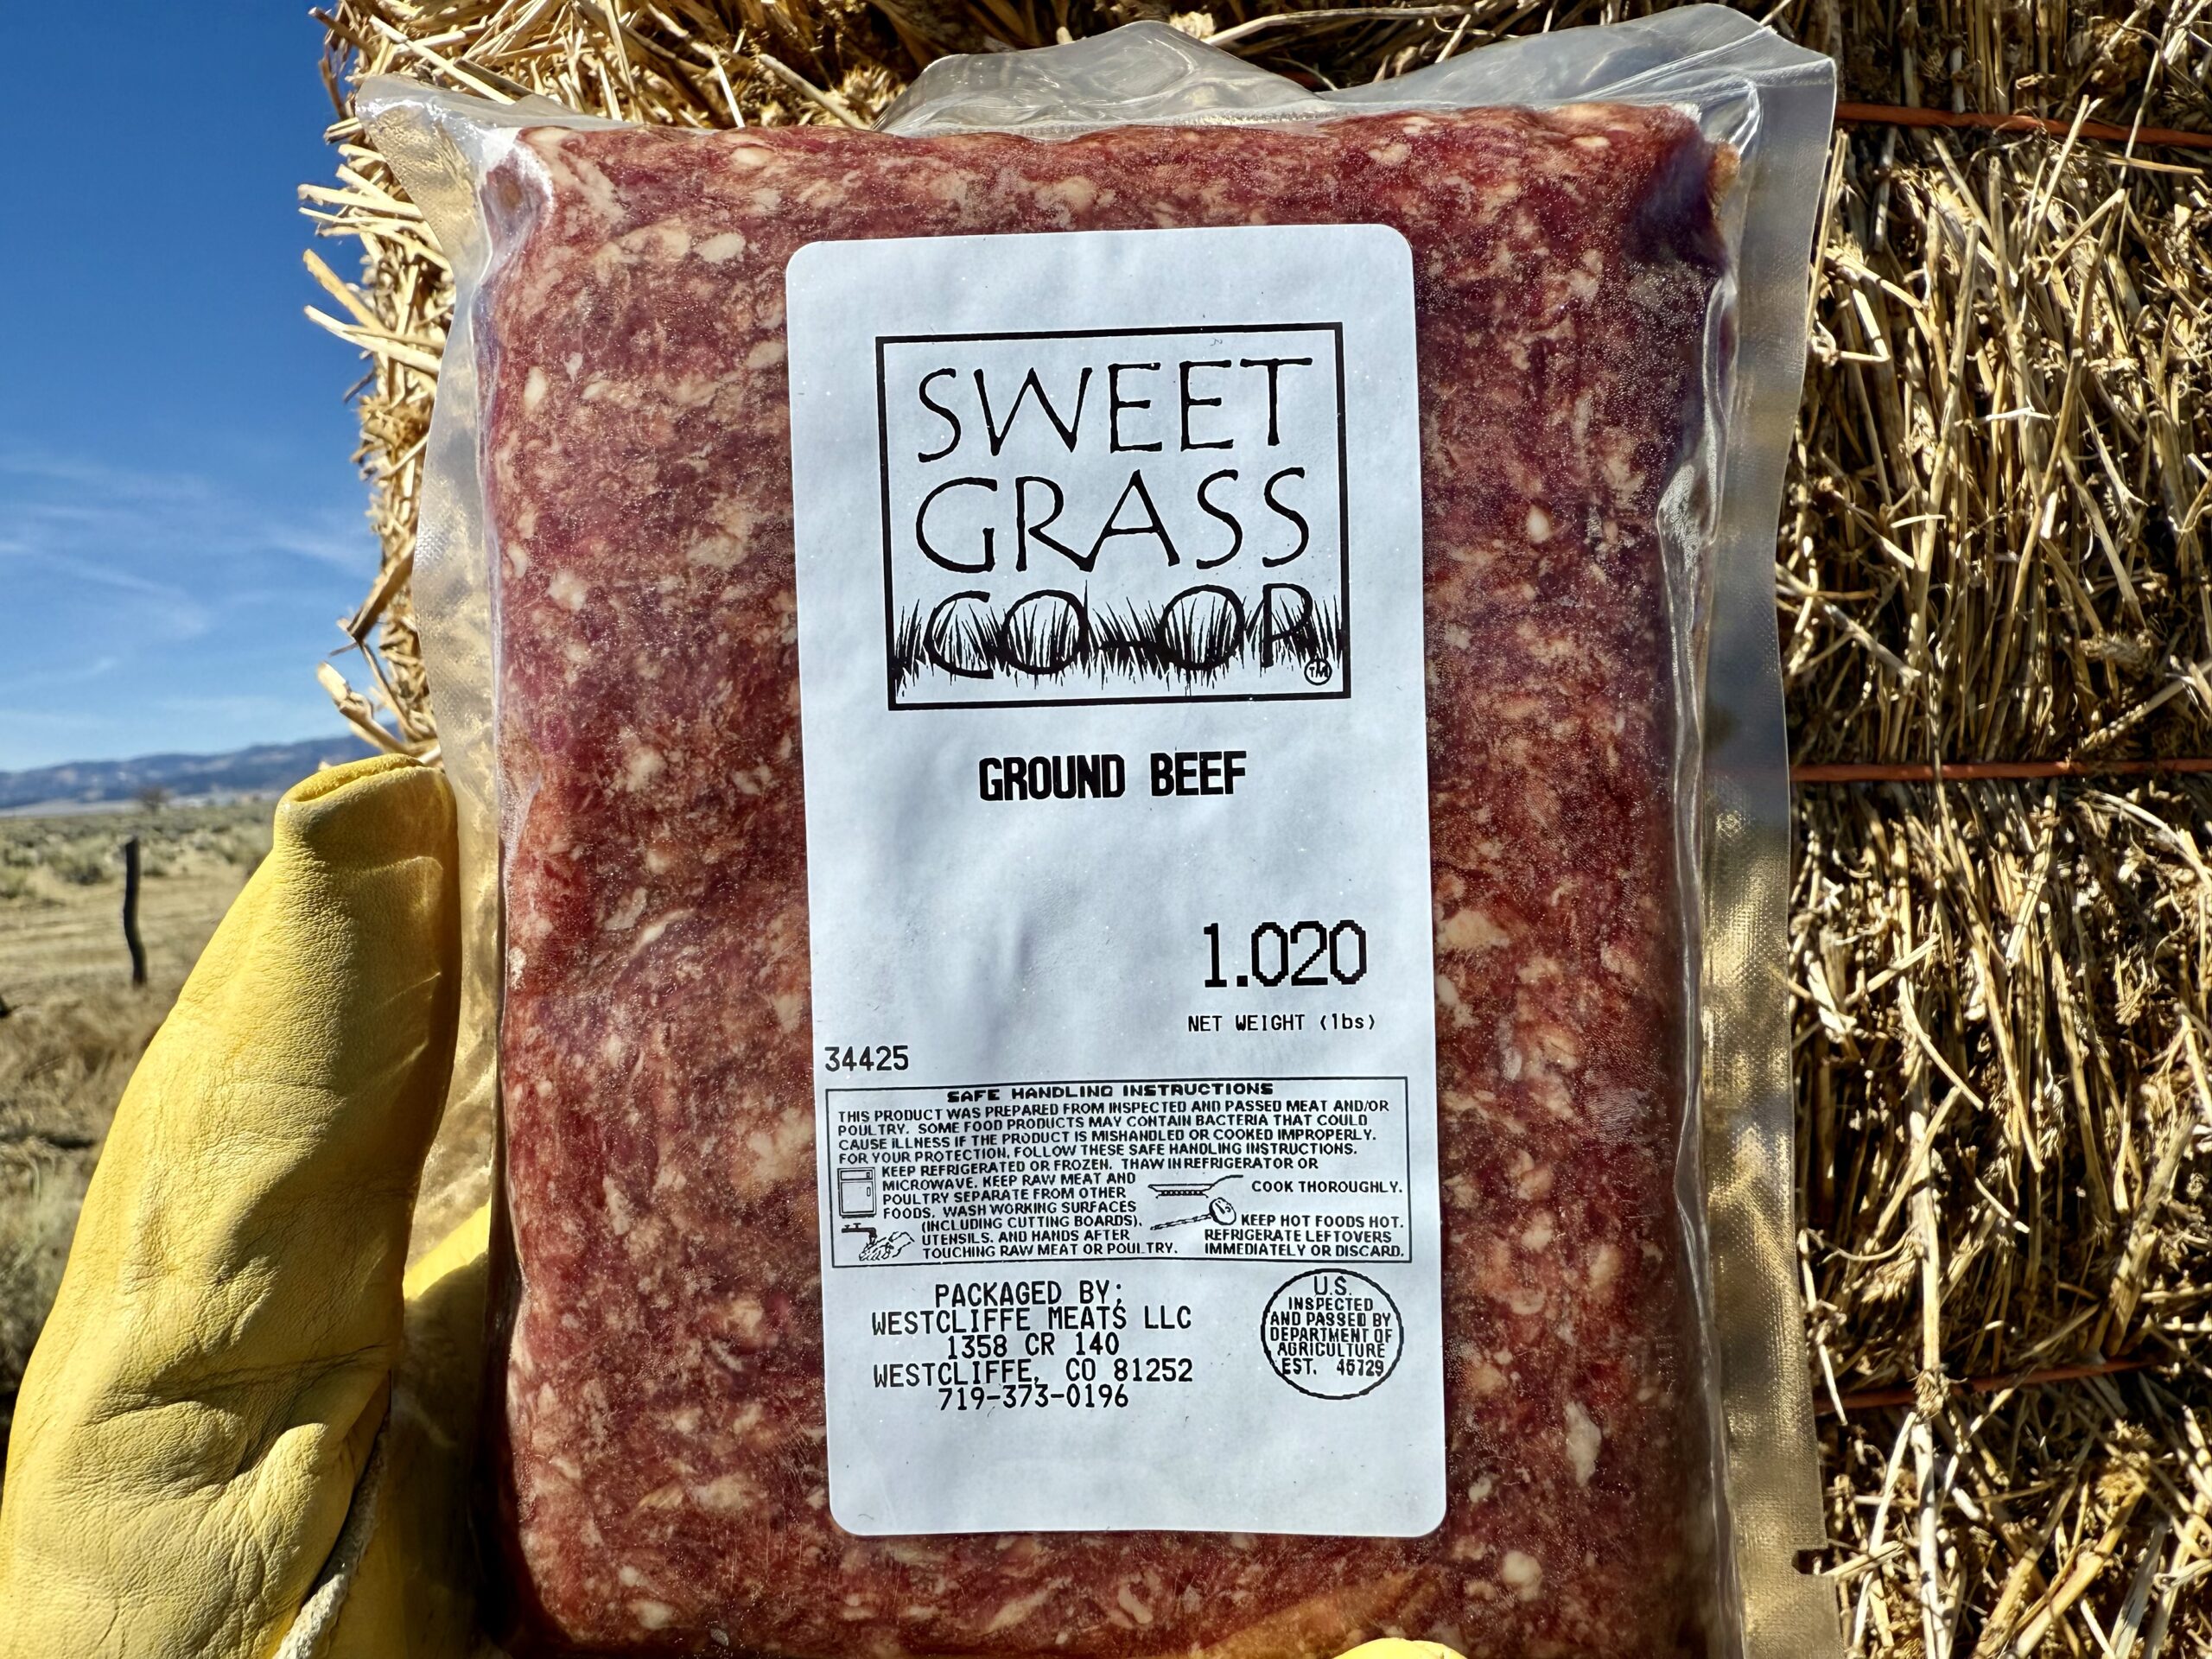 SWEET
GRASS
CO-OP
TM
GROUND BEEF
1.020
NET WEIGHT (lbs)
34425
SAFE HANDLING INSTRUCTIONS
THIS PRODUCT WAS PREPARED FROM INSPECTED AND PASSED MEAT AND/OR
POULTRY. SOME FOOD PRODUCTS MAY CONTAIN BACTERIA THAT COULD
CAUSE ILLNESS IF THE PRODUCT IS MISHANDLED OR COOKED IMPROPERLY.
FOR YOUR PROTECTION, FOLLOW THESE SAFE HANDLING INSTRUCTIONS.
KEEP REFRIGERATED OR FROZEN. THAW IN REFRIGERATOR OR
MICROWAVE. KEEP RAW MEAT AND
POULTRY SEPARATE FROM OTHER
FOODS. WASH WORKING SURFACES
(INCLUDING CUTTING BOARDS),
UTENSILS, AND HANDS AFTER
TOUCHING RAW MEAT OR POULTRY.
COOK THOROUGHLY.
KEEP HOT FOODS HOT.
REFRIGERATE LEFTOVERS
IMMEDIATELY OR DISCARD.
PACKAGED BY:
WESTCLIFFE MEATS LLC
1358 CR 140
WESTCLIFFE, CO 81252
719-373-0196
U.S.
INSPECTED
AND PASSED BY
DEPARTMENT OF
AGRICULTURE
EST. 46729